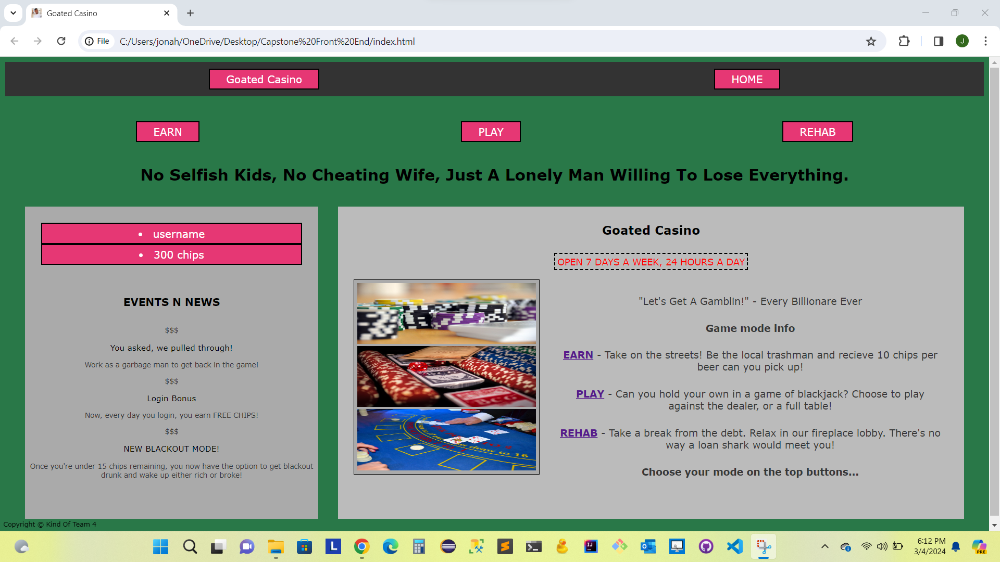 Goated Casino
File
C:/Users/jonah/OneDrive/Desktop/Capstone%20Front%20End/index.html
J
Goated Casino
HOME
EARN
PLAY
REHAB
No Selfish Kids, No Cheating Wife, Just A Lonely Man Willing To Lose Everything.
• username
• 300 chips
EVENTS N NEWS
$$$
You asked, we pulled through!
Work as a garbage man to get back in the game!
$$$
Login Bonus
Now, every day you login, you earn FREE CHIPS!
$$$
NEW BLACKOUT MODE!
Once you're under 15 chips remaining, you now have the option to get blackout
drunk and wake up either rich or broke!
Goated Casino
OPEN 7 DAYS A WEEK, 24 HOURS A DAY
BCG
BCG
to 16
"Let's Get A Gamblin!" - Every Billionare Ever
Game mode info
EARN - Take on the streets! Be the local trashman and recieve 10 chips per
beer can you pick up!
PLAY - Can you hold your own in a game of blackjack? Choose to play
against the dealer, or a full table!
REHAB - Take a break from the debt. Relax in our fireplace lobby. There's no
way a loan shark would meet you!
Choose your mode on the top buttons...
Copyright © Kind Of Team 4
L
IJ
PRE
6:12 PM
3/4/2024